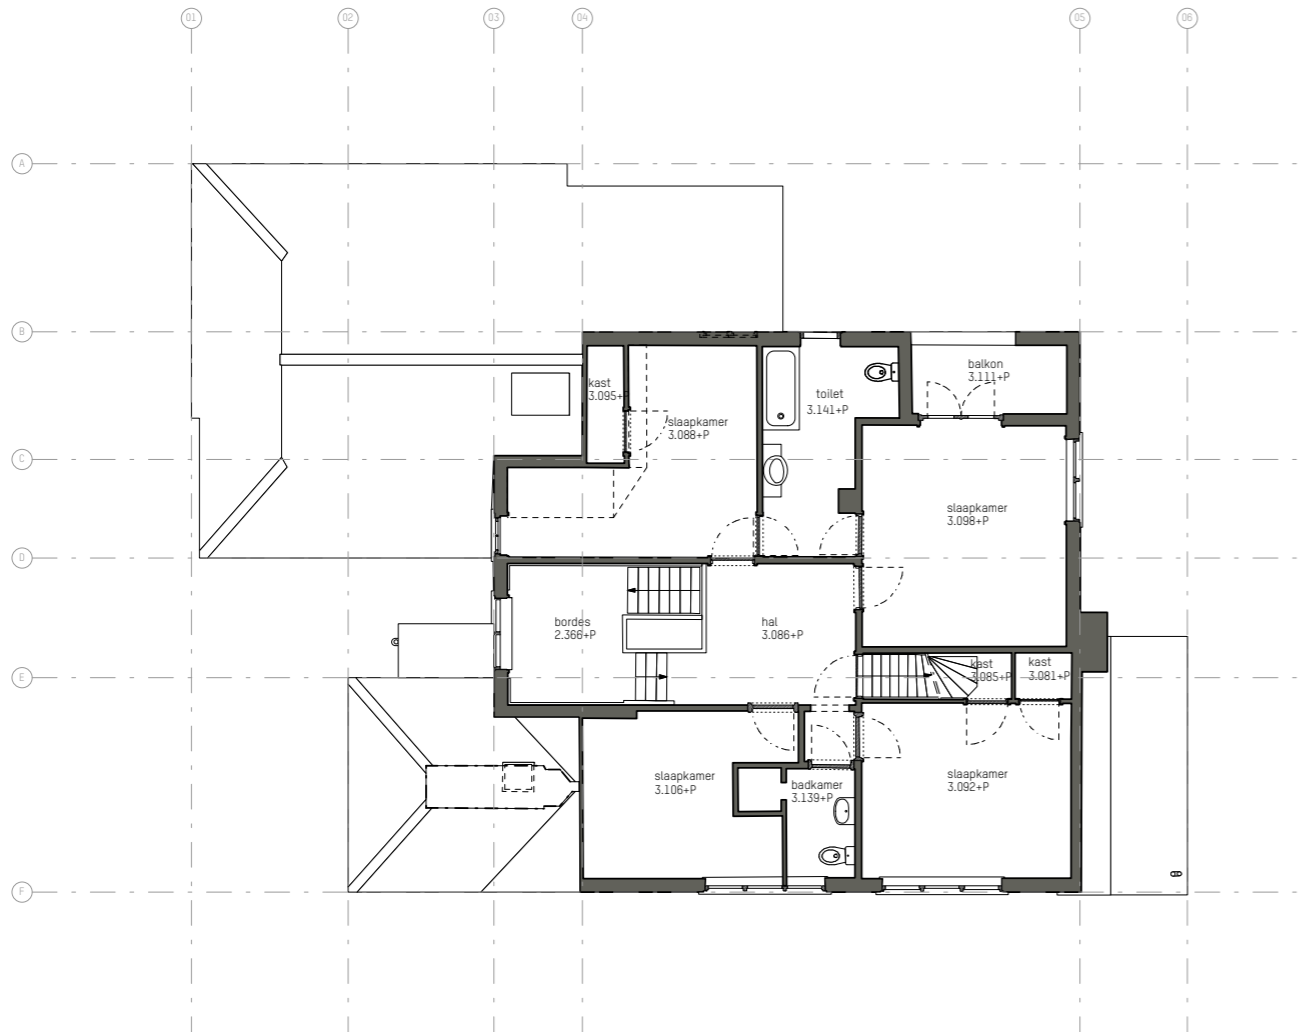 01
02
03
04
05
06
A
B
C
D
E
F
kast
3.095+P
slaapkamer
3.088+P
toilet
3.141+P
balkon
3.111+P
slaapkamer
3.098+P
bordes
2.366+P
hal
3.086+P
kast
3.085+P
kast
3.081+P
slaapkamer
3.106+P
badkamer
3.139+P
slaapkamer
3.092+P